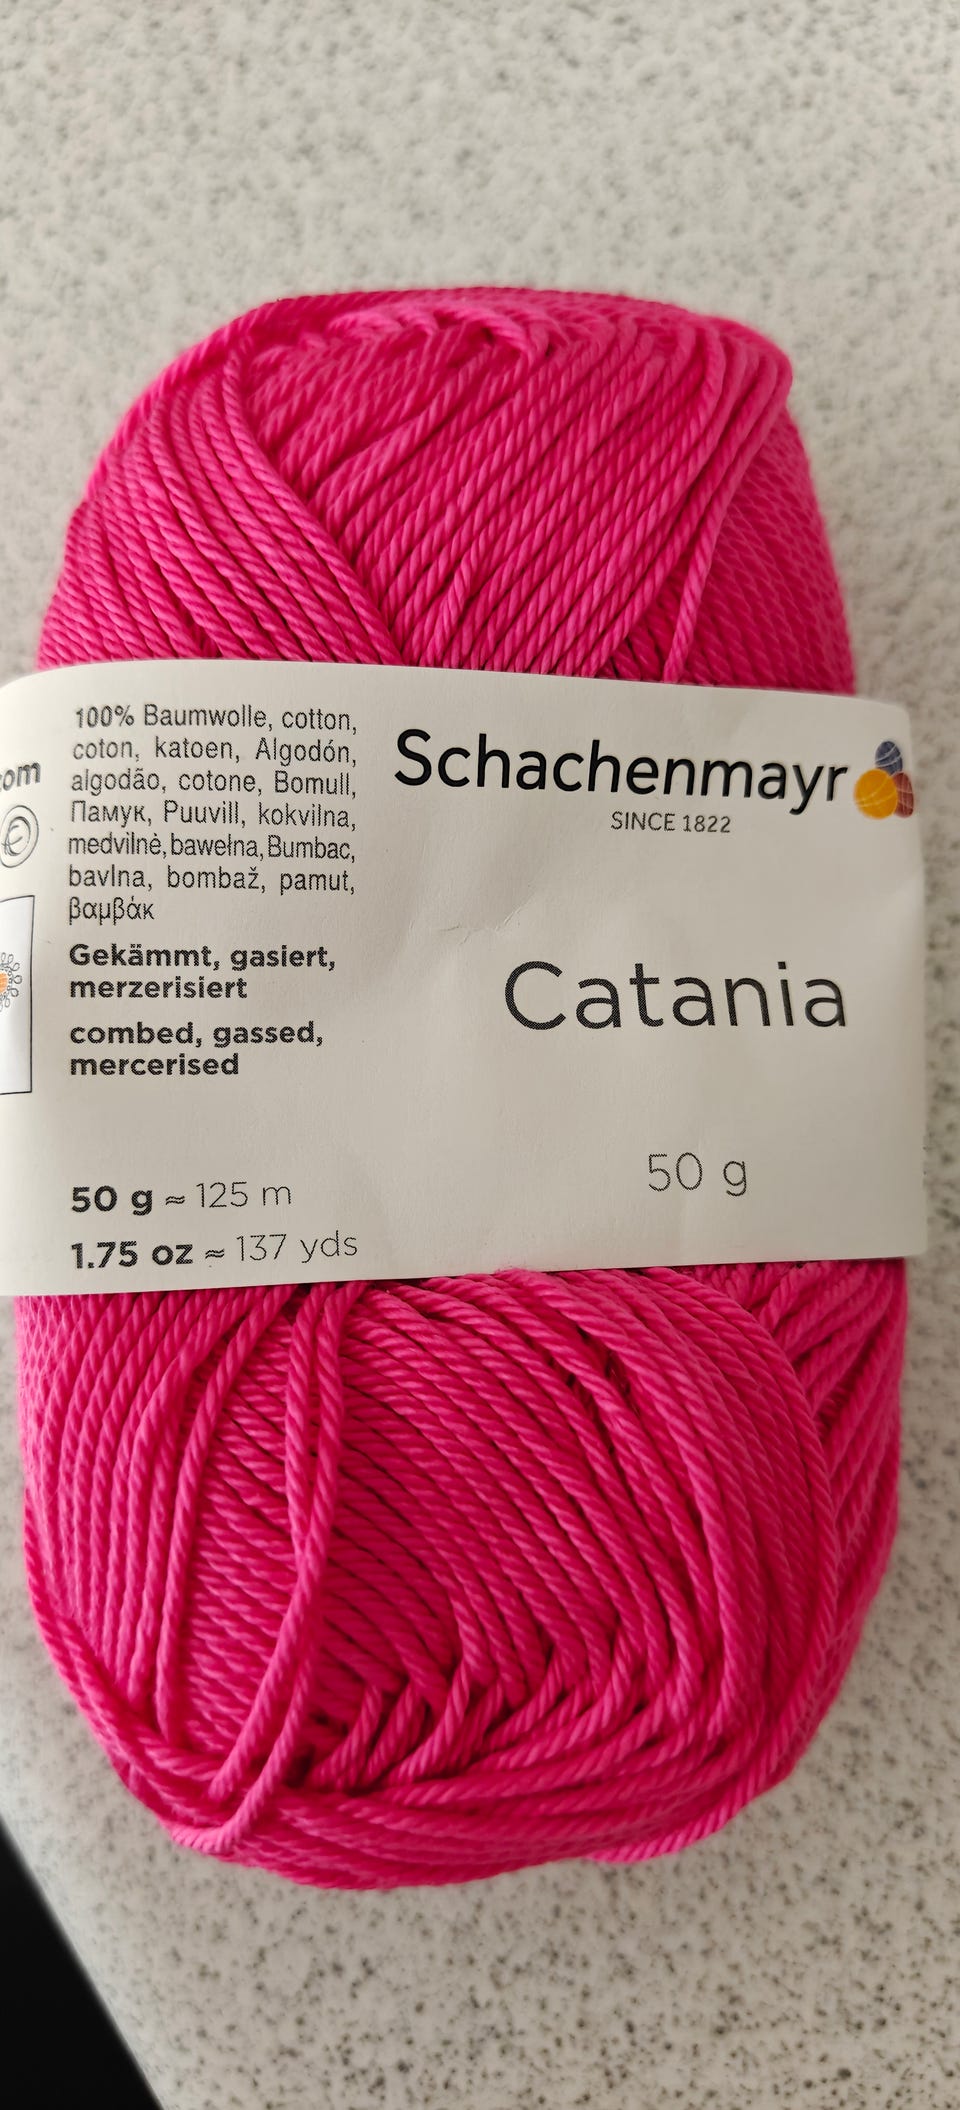 com
100% Baumwolle, cotton,
coton, katoen, Algodón,
algodão, cotone, Bomull,
Памук, Puuvill, kokvilna,
medvilnė, bawełna, Bumbac,
bavlna, bombaž, pamut,
βαμβάκ
Gekämmt, gasiert,
merzerisiert
combed, gassed,
mercerised
50 g ≈ 125 m
1.75 oz ≈ 137 yds
Schachenmayr
SINCE 1822
Catania
50 g